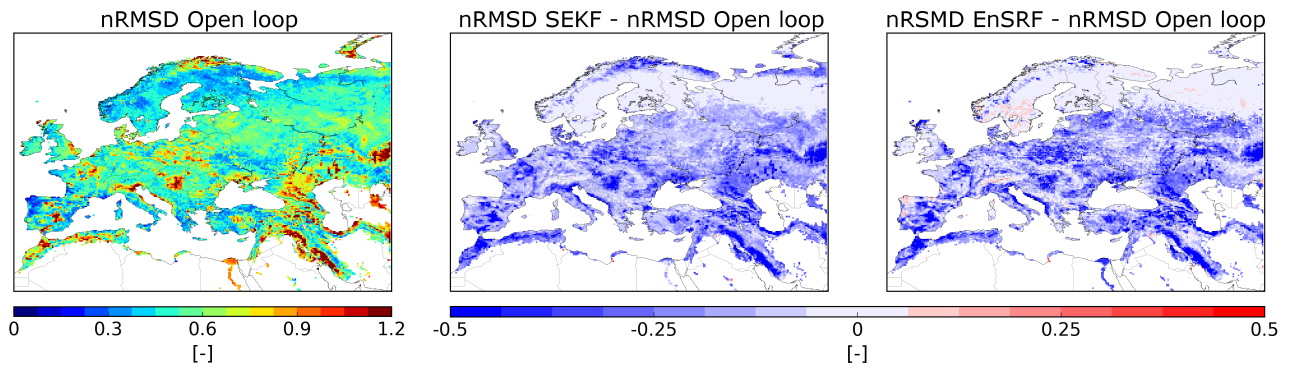 nRMSD Open loop
nRMSD SEKF - nRMSD Open loop
nRSMD EnSRF - nRMSD Open loop
0 0.3 0.6 0.9 1.2
[-]
-0.5 -0.25 0 0.25 0.5
[-]